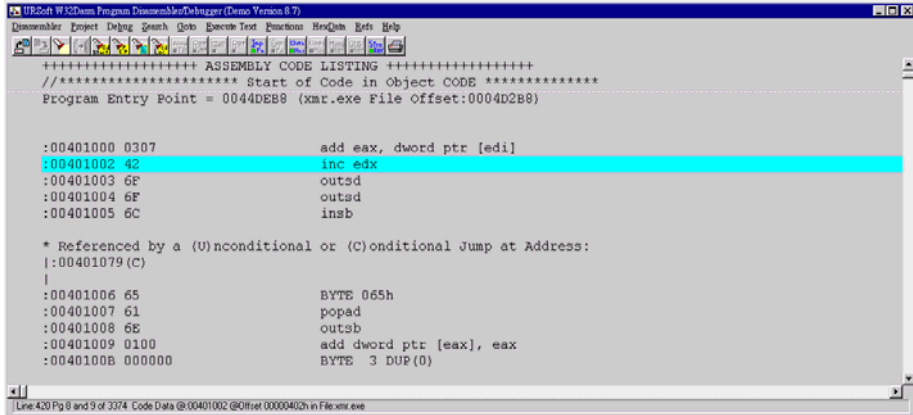 URSoft W32Dasm Program Disassembler/Debugger (Demo Version 8.7)
Disassembler Project Debug Search Goto Execute Text Functions HexData Refs Help
++++++++++++++++++ ASSEMBLY CODE LISTING ++++++++++++++++++
//********************** Start of Code in Object CODE **************
Program Entry Point = 0044DEB8 (xmr.exe File Offset:0004D2B8)
:00401000 0307 add eax, dword ptr [edi]
:00401002 42 inc edx
:00401003 6F outsd
:00401004 6F outsd
:00401005 6C insb
* Referenced by a (U)nconditional or (C)onditional Jump at Address:
|:00401079(C)
|
:00401006 65 BYTE 065h
:00401007 61 popad
:00401008 6E outsb
:00401009 0100 add dword ptr [eax], eax
:0040100B 000000 BYTE 3 DUP(0)
Line:420 Pg 8 and 9 of 3374 Code Data @:00401002 @Offset 00000402h in File:xmr.exe